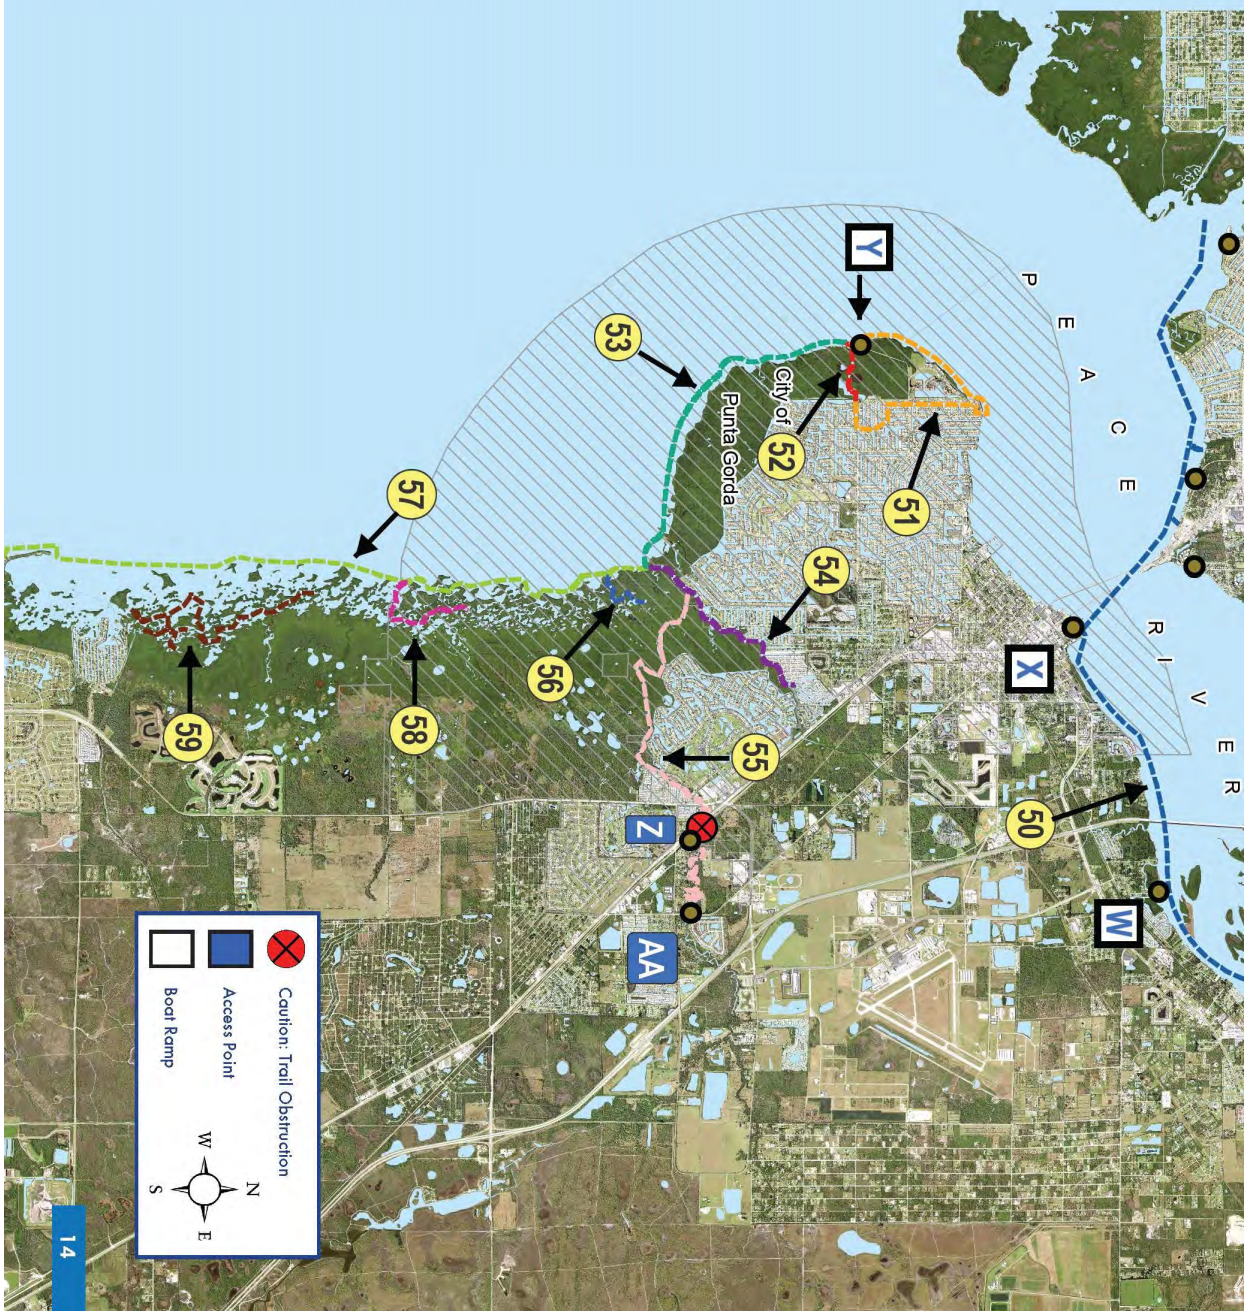 PEACE RIVER
Y
53
52
51
City of
Punta Gorda
57
54
56
58
59
55
X
50
W
Z
AA
Caution: Trail Obstruction
Access Point
Boat Ramp
N
W
E
S
14